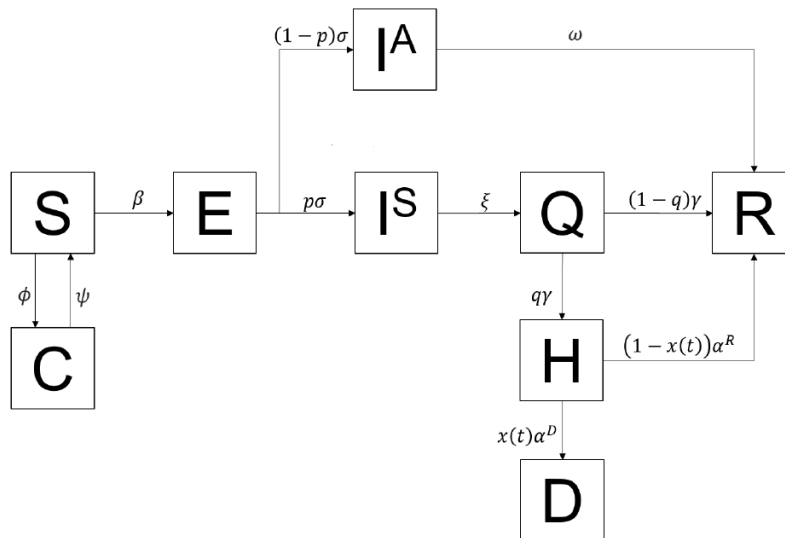 (1 − p)σ
I^A
ω
S
β
E
pσ
I^S
ξ
Q
(1 − q)γ
R
ϕ
ψ
qγ
C
H
(1 − x(t))α^R
x(t)α^D
D